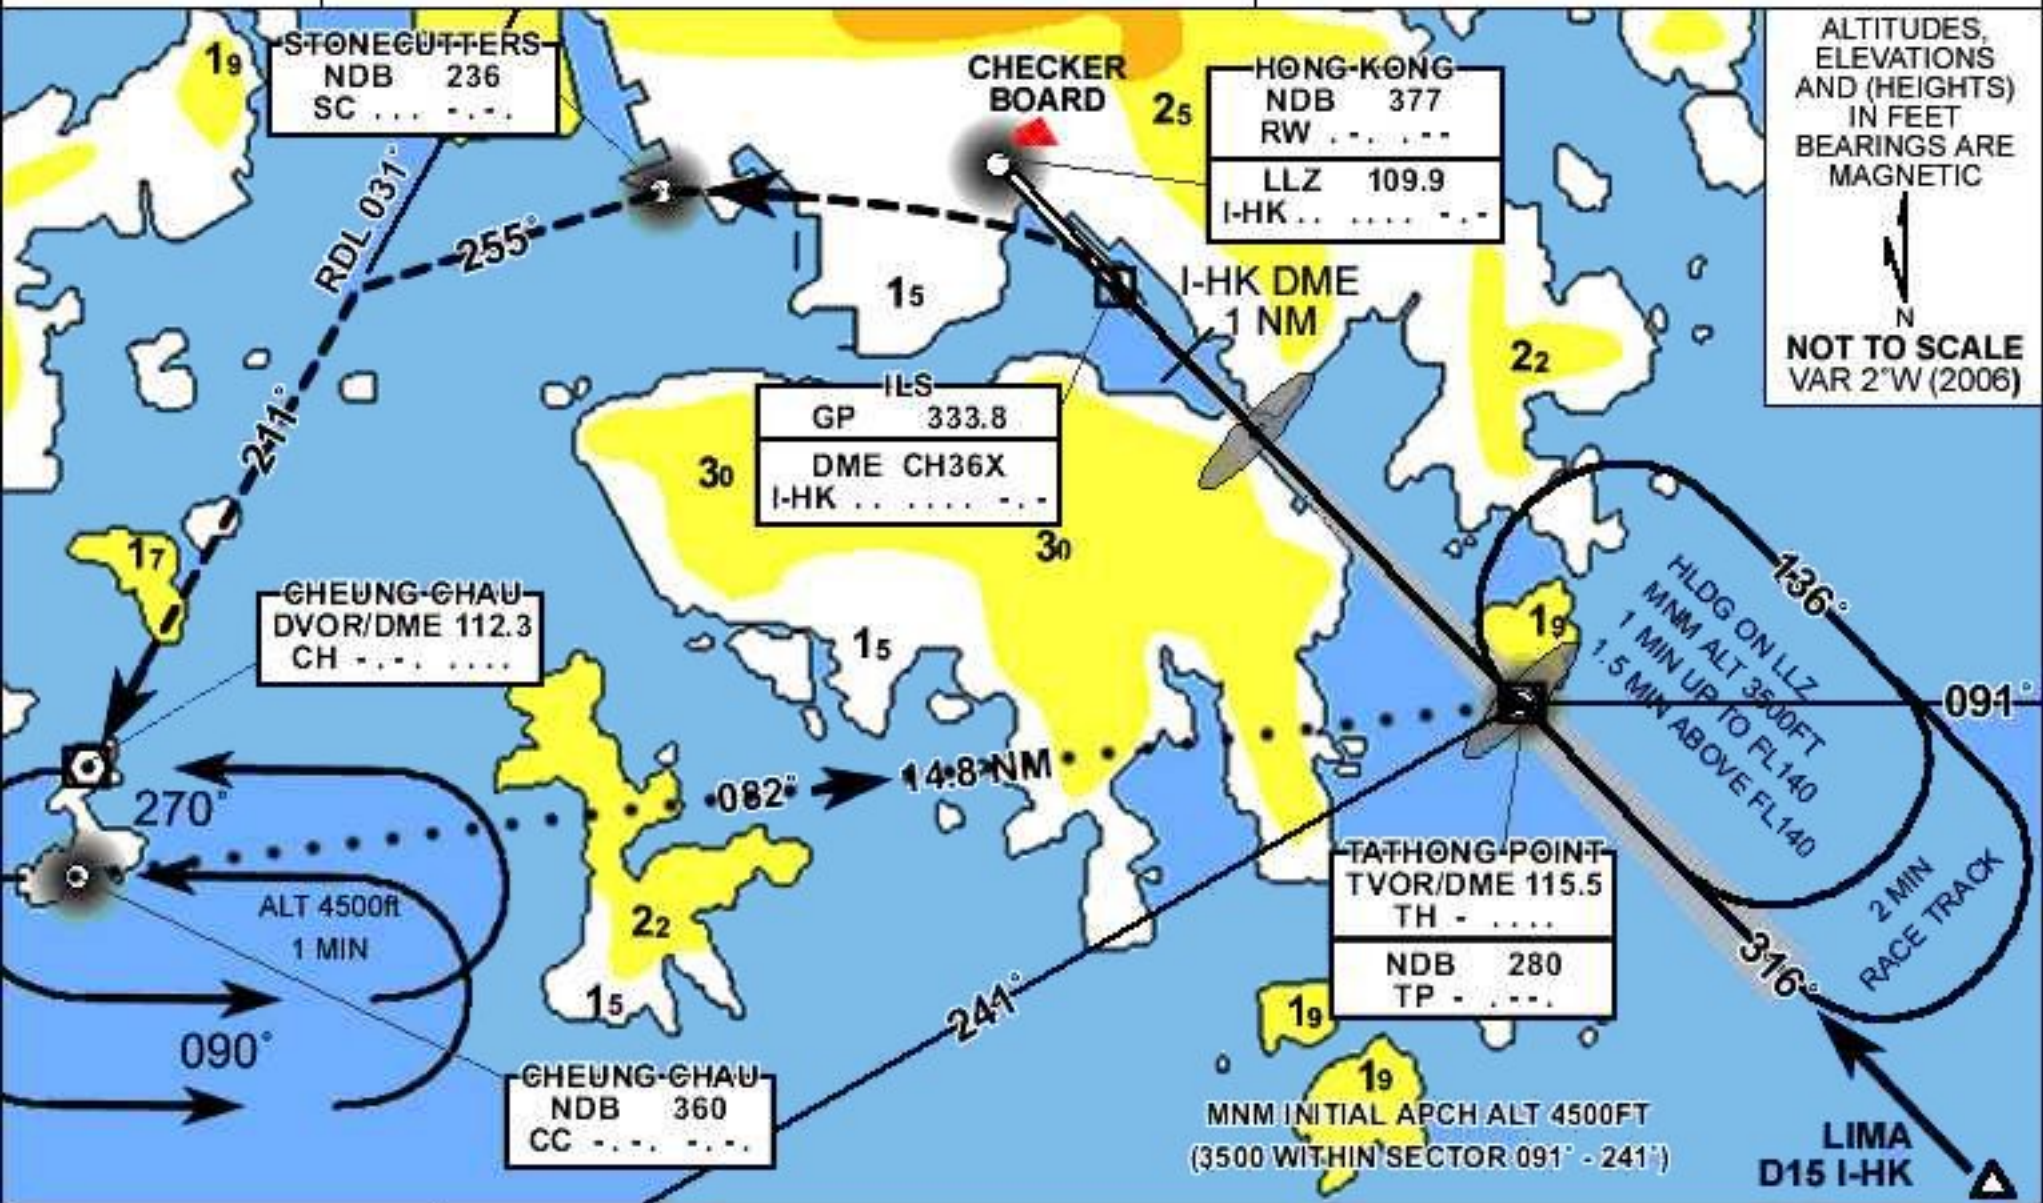 STONECUTTERS
NDB 236
SC ... -.-.
19
CHECKER
BOARD
25
HONG-KONG
NDB 377
RW .-. .--
LLZ 109.9
I-HK .. .... -.-
ALTITUDES,
ELEVATIONS
AND (HEIGHTS)
IN FEET
BEARINGS ARE
MAGNETIC
N
NOT TO SCALE
VAR 2°W (2006)
RDL 031°
255°
15
I-HK DME
1 NM
22
211°
ILS
GP 333.8
DME CH36X
I-HK .. .... -.-
30
30
17
CHEUNG-CHAU
DVOR/DME 112.3
CH -.-. ....
15
19
136°
HLDG ON LLZ
MNM ALT 3500FT
1 MIN UP TO FL140
1.5 MIN ABOVE FL140
091°
270°
082°
14.8 NM
ALT 4500ft
1 MIN
22
15
TATHONG-POINT
TVOR/DME 115.5
TH - ....
NDB 280
TP - .--.
2 MIN
RACE TRACK
316°
241°
090°
19
19
CHEUNG-CHAU
NDB 360
CC -.-. -.-.
MNM INITIAL APCH ALT 4500FT
(3500 WITHIN SECTOR 091° - 241°)
LIMA
D15 I-HK